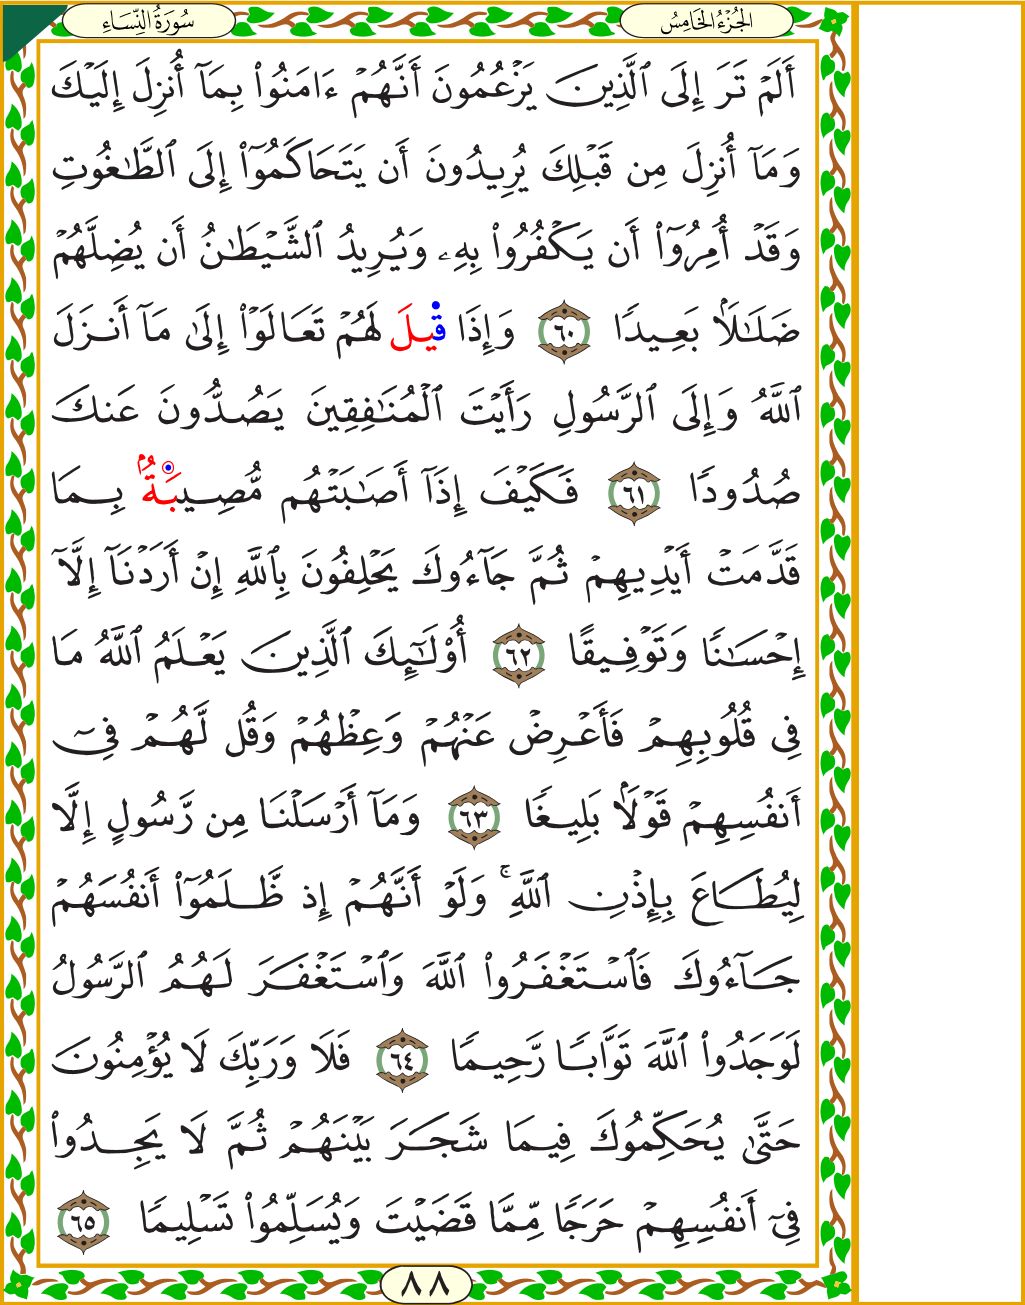 سُورَةُ النِّسَاءِ
الجُزْءُ الخَامِسُ
أَلَمْ تَرَ إِلَى ٱلَّذِينَ يَزْعُمُونَ أَنَّهُمْ ءَامَنُوا۟ بِمَآ أُنزِلَ إِلَيْكَ
وَمَآ أُنزِلَ مِن قَبْلِكَ يُرِيدُونَ أَن يَتَحَاكَمُوٓا۟ إِلَى ٱلطَّـٰغُوتِ
وَقَدْ أُمِرُوٓا۟ أَن يَكْفُرُوا۟ بِهِۦ وَيُرِيدُ ٱلشَّيْطَـٰنُ أَن يُضِلَّهُمْ
ضَلَـٰلًۢا بَعِيدًا ٦٠ وَإِذَا قِيلَ لَهُمْ تَعَالَوْا۟ إِلَىٰ مَآ أَنزَلَ
ٱللَّهُ وَإِلَى ٱلرَّسُولِ رَأَيْتَ ٱلْمُنَـٰفِقِينَ يَصُدُّونَ عَنكَ
صُدُودًا ٦١ فَكَيْفَ إِذَآ أَصَـٰبَتْهُم مُّصِيبَةٌۢ بِمَا
قَدَّمَتْ أَيْدِيهِمْ ثُمَّ جَآءُوكَ يَحْلِفُونَ بِٱللَّهِ إِنْ أَرَدْنَآ إِلَّآ
إِحْسَـٰنًا وَتَوْفِيقًا ٦٢ أُو۟لَـٰٓئِكَ ٱلَّذِينَ يَعْلَمُ ٱللَّهُ مَا
فِى قُلُوبِهِمْ فَأَعْرِضْ عَنْهُمْ وَعِظْهُمْ وَقُل لَّهُمْ فِىٓ
أَنفُسِهِمْ قَوْلًۢا بَلِيغًا ٦٣ وَمَآ أَرْسَلْنَا مِن رَّسُولٍ إِلَّا
لِيُطَاعَ بِإِذْنِ ٱللَّهِ ۚ وَلَوْ أَنَّهُمْ إِذ ظَّلَمُوٓا۟ أَنفُسَهُمْ
جَآءُوكَ فَٱسْتَغْفَرُوا۟ ٱللَّهَ وَٱسْتَغْفَرَ لَهُمُ ٱلرَّسُولُ
لَوَجَدُوا۟ ٱللَّهَ تَوَّابًا رَّحِيمًا ٦٤ فَلَا وَرَبِّكَ لَا يُؤْمِنُونَ
حَتَّىٰ يُحَكِّمُوكَ فِيمَا شَجَرَ بَيْنَهُمْ ثُمَّ لَا يَجِدُوا۟
فِىٓ أَنفُسِهِمْ حَرَجًا مِّمَّا قَضَيْتَ وَيُسَلِّمُوا۟ تَسْلِيمًا ٦٥
٨٨